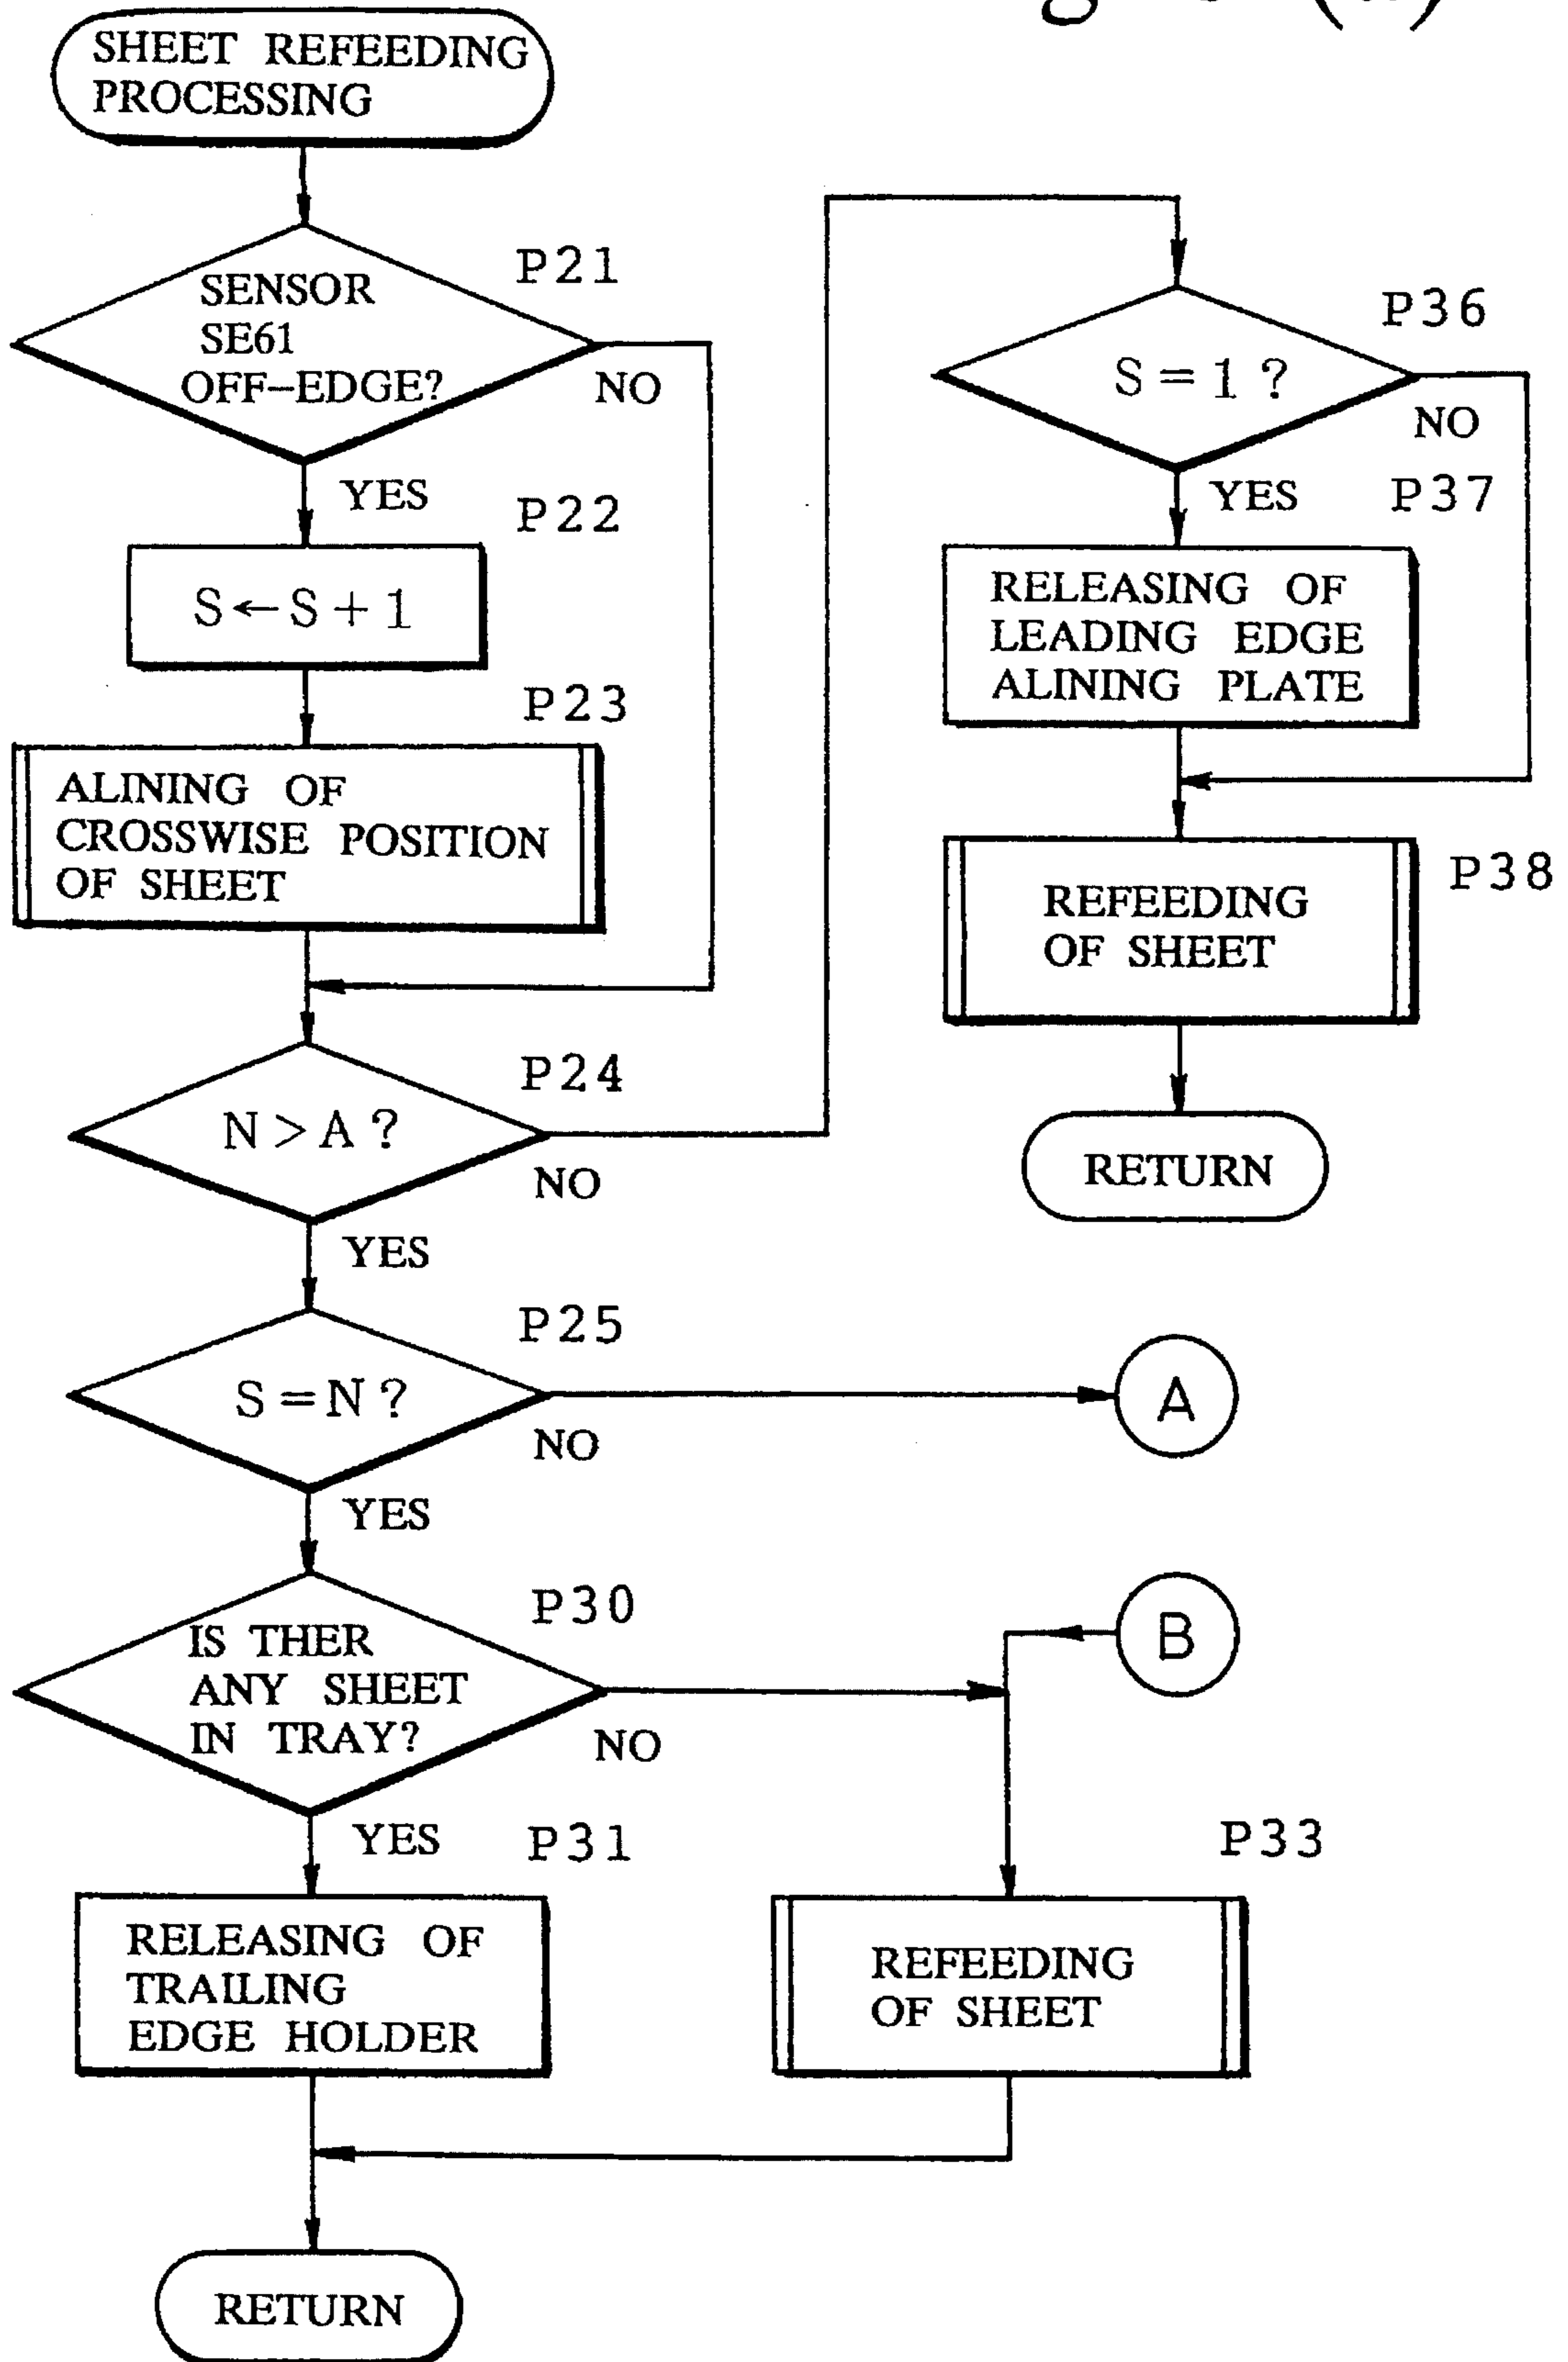 SHEET REFEEDING
PROCESSING
P21
SENSOR
SE61
OFF-EDGE?
NO
YES
P22
S←S+1
P23
ALINING OF
CROSSWISE POSITION
OF SHEET
P24
N>A?
NO
YES
P25
S=N?
NO
A
YES
P30
IS THER
ANY SHEET
IN TRAY?
NO
B
YES
P31
RELEASING OF
TRAILING
EDGE HOLDER
P33
REFEEDING
OF SHEET
RETURN
P36
S=1?
NO
YES
P37
RELEASING OF
LEADING EDGE
ALINING PLATE
P38
REFEEDING
OF SHEET
RETURN